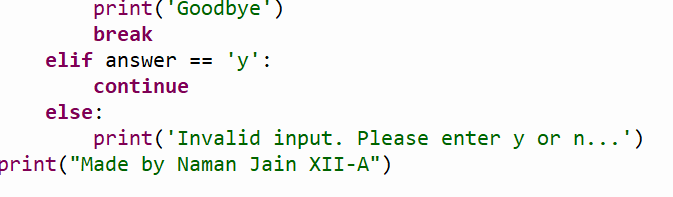 print('Goodbye')
break
elif answer == 'y':
continue
else:
print('Invalid input. Please enter y or n...')
print("Made by Naman Jain XII-A")